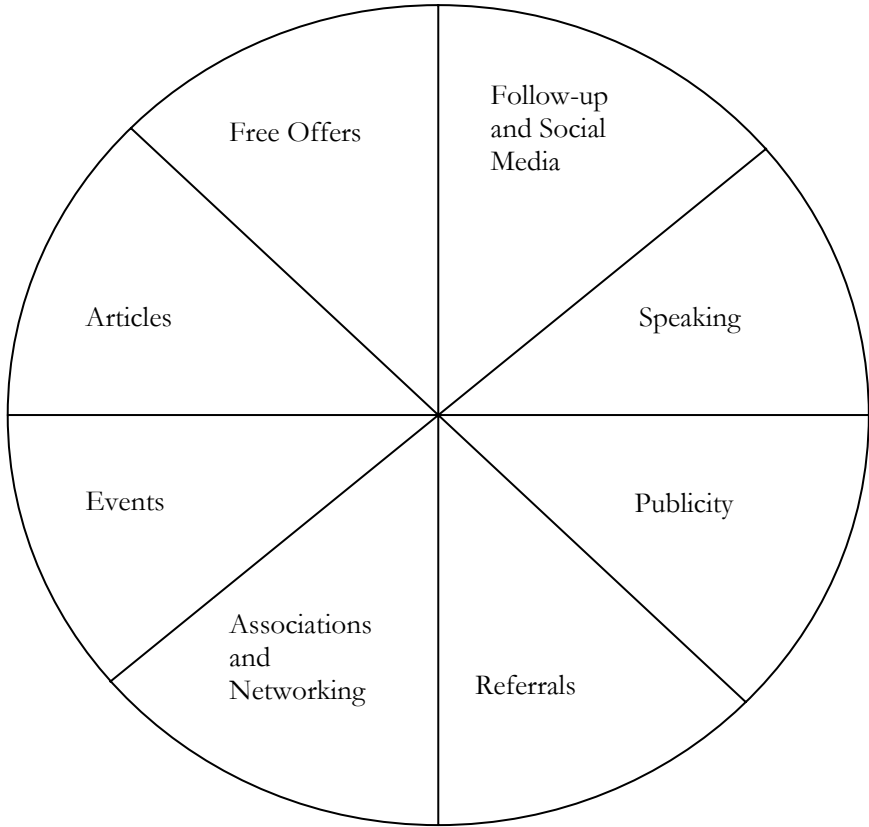 Follow-up
and Social
Media
Free Offers
Articles
Speaking
Events
Publicity
Associations
and
Networking
Referrals